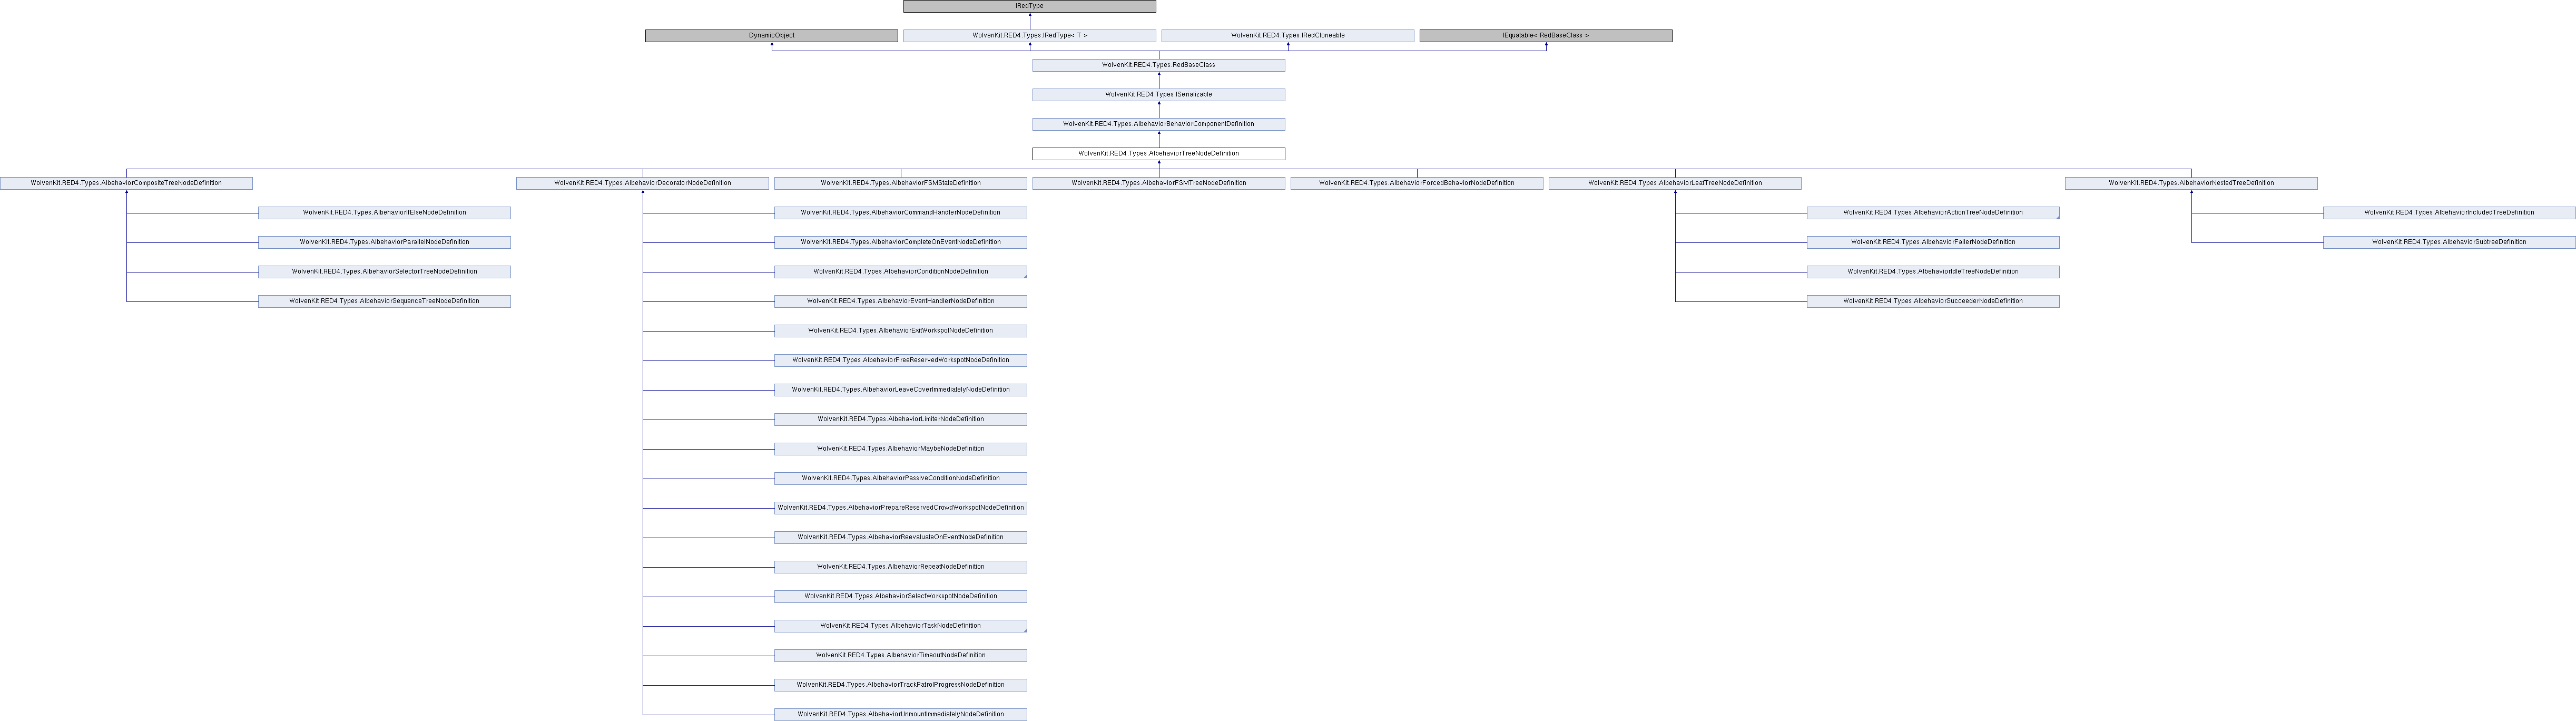 IRedType
DynamicObject
WolvenKit.RED4.Types.IRedType< T >
WolvenKit.RED4.Types.IRedCloneable
IEquatable< RedBaseClass >
WolvenKit.RED4.Types.RedBaseClass
WolvenKit.RED4.Types.ISerializable
WolvenKit.RED4.Types.AIbehaviorBehaviorComponentDefinition
WolvenKit.RED4.Types.AIbehaviorTreeNodeDefinition
WolvenKit.RED4.Types.AIbehaviorCompositeTreeNodeDefinition
WolvenKit.RED4.Types.AIbehaviorDecoratorNodeDefinition
WolvenKit.RED4.Types.AIbehaviorFSMStateDefinition
WolvenKit.RED4.Types.AIbehaviorFSMTreeNodeDefinition
WolvenKit.RED4.Types.AIbehaviorForcedBehaviorNodeDefinition
WolvenKit.RED4.Types.AIbehaviorLeafTreeNodeDefinition
WolvenKit.RED4.Types.AIbehaviorNestedTreeDefinition
WolvenKit.RED4.Types.AIbehaviorIfElseNodeDefinition
WolvenKit.RED4.Types.AIbehaviorCommandHandlerNodeDefinition
WolvenKit.RED4.Types.AIbehaviorActionTreeNodeDefinition
WolvenKit.RED4.Types.AIbehaviorIncludedTreeDefinition
WolvenKit.RED4.Types.AIbehaviorParallelNodeDefinition
WolvenKit.RED4.Types.AIbehaviorCompleteOnEventNodeDefinition
WolvenKit.RED4.Types.AIbehaviorFailerNodeDefinition
WolvenKit.RED4.Types.AIbehaviorSubtreeDefinition
WolvenKit.RED4.Types.AIbehaviorSelectorTreeNodeDefinition
WolvenKit.RED4.Types.AIbehaviorConditionNodeDefinition
WolvenKit.RED4.Types.AIbehaviorIdleTreeNodeDefinition
WolvenKit.RED4.Types.AIbehaviorSequenceTreeNodeDefinition
WolvenKit.RED4.Types.AIbehaviorEventHandlerNodeDefinition
WolvenKit.RED4.Types.AIbehaviorSucceederNodeDefinition
WolvenKit.RED4.Types.AIbehaviorExitWorkspotNodeDefinition
WolvenKit.RED4.Types.AIbehaviorFreeReservedWorkspotNodeDefinition
WolvenKit.RED4.Types.AIbehaviorLeaveCoverImmediatelyNodeDefinition
WolvenKit.RED4.Types.AIbehaviorLimiterNodeDefinition
WolvenKit.RED4.Types.AIbehaviorMaybeNodeDefinition
WolvenKit.RED4.Types.AIbehaviorPassiveConditionNodeDefinition
WolvenKit.RED4.Types.AIbehaviorPrepareReservedCrowdWorkspotNodeDefinition
WolvenKit.RED4.Types.AIbehaviorReevaluateOnEventNodeDefinition
WolvenKit.RED4.Types.AIbehaviorRepeatNodeDefinition
WolvenKit.RED4.Types.AIbehaviorSelectWorkspotNodeDefinition
WolvenKit.RED4.Types.AIbehaviorTaskNodeDefinition
WolvenKit.RED4.Types.AIbehaviorTimeoutNodeDefinition
WolvenKit.RED4.Types.AIbehaviorTrackPatrolProgressNodeDefinition
WolvenKit.RED4.Types.AIbehaviorUnmountImmediatelyNodeDefinition